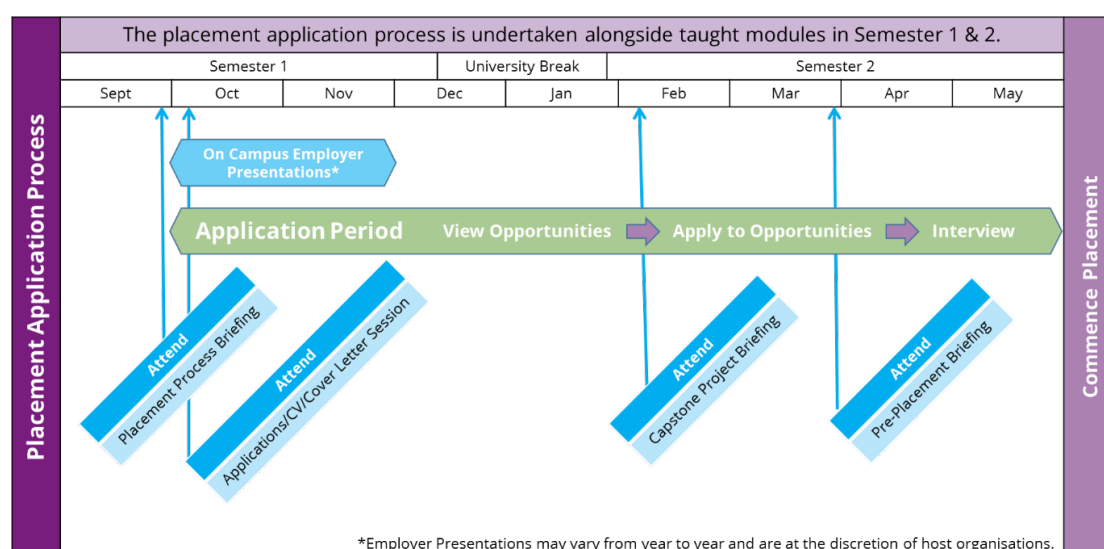 Placement Application Process
The placement application process is undertaken alongside taught modules in Semester 1 & 2.
Semester 1
University Break
Semester 2
Sept
Oct
Nov
Dec
Jan
Feb
Mar
Apr
May
On Campus Employer
Presentations*
Application Period
View Opportunities
Apply to Opportunities
Interview
Attend
Placement Process Briefing
Attend
Applications/CV/Cover Letter Session
Attend
Capstone Project Briefing
Attend
Pre-Placement Briefing
Commence Placement
*Employer Presentations may vary from year to year and are at the discretion of host organisations.